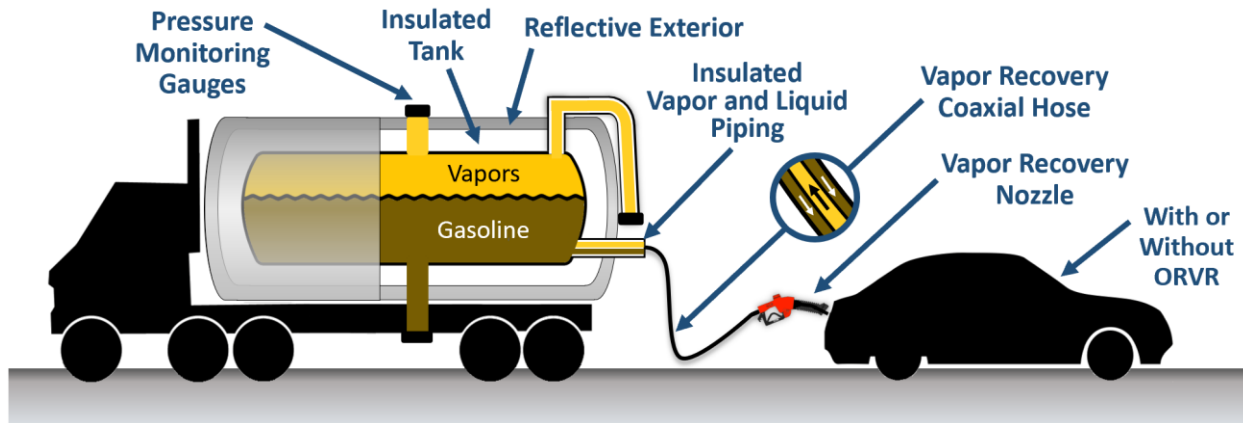 Pressure
Monitoring
Gauges
Insulated
Tank
Reflective Exterior
Insulated
Vapor and Liquid
Piping
Vapor Recovery
Coaxial Hose
Vapor Recovery
Nozzle
With or
Without
ORVR
Vapors
Gasoline